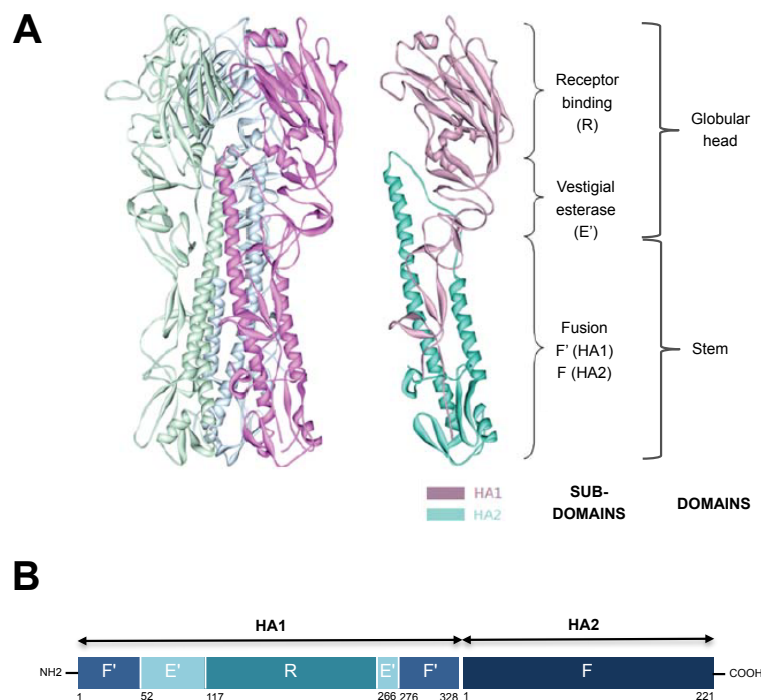 A
Receptor
binding
(R)
Globular
head
Vestigial
esterase
(E')
Fusion
F' (HA1)
F (HA2)
Stem
HA1
HA2
SUB-
DOMAINS
DOMAINS
B
HA1
HA2
NH2
F'
E'
R
E'
F'
F
COOH
1
52
117
266
276
328
1
221